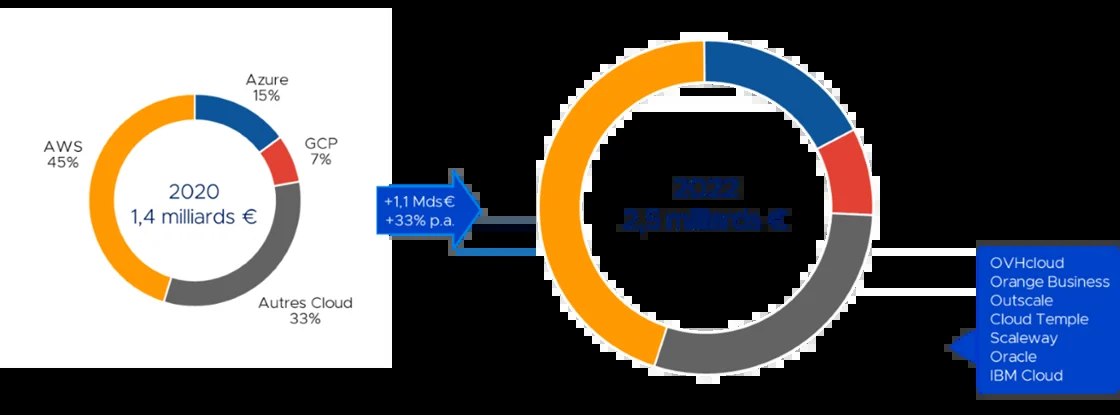 Azure
15%
GCP
7%
AWS
45%
2020
1,4 milliards €
Autres Cloud
33%
+1,1 Mds€
+33% p.a.
2022
2,5 milliards €
OVHcloud
Orange Business
Outscale
Cloud Temple
Scaleway
Oracle
IBM Cloud